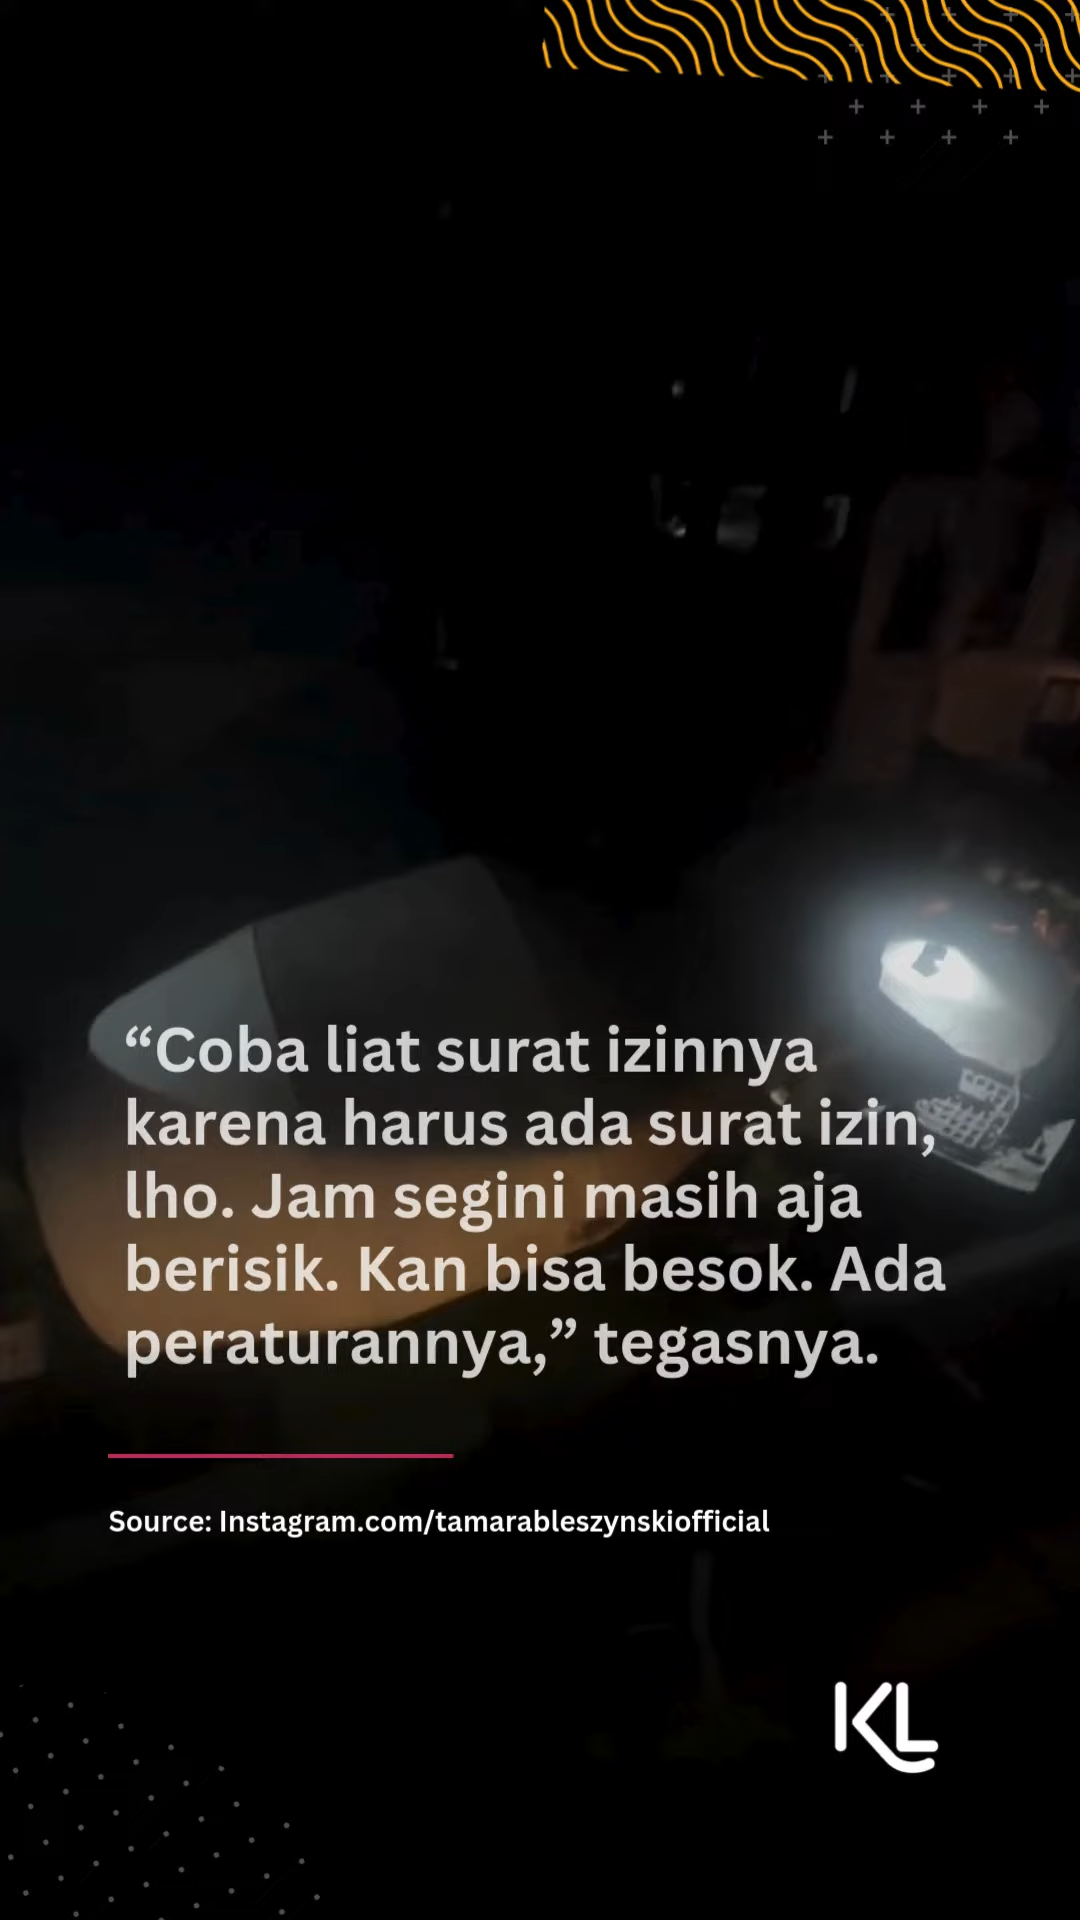 “Coba liat surat izinnya
karena harus ada surat izin,
lho. Jam segini masih aja
berisik. Kan bisa besok. Ada
peraturannya,” tegasnya.
Source: Instagram.com/tamarableszynskiofficial
KL